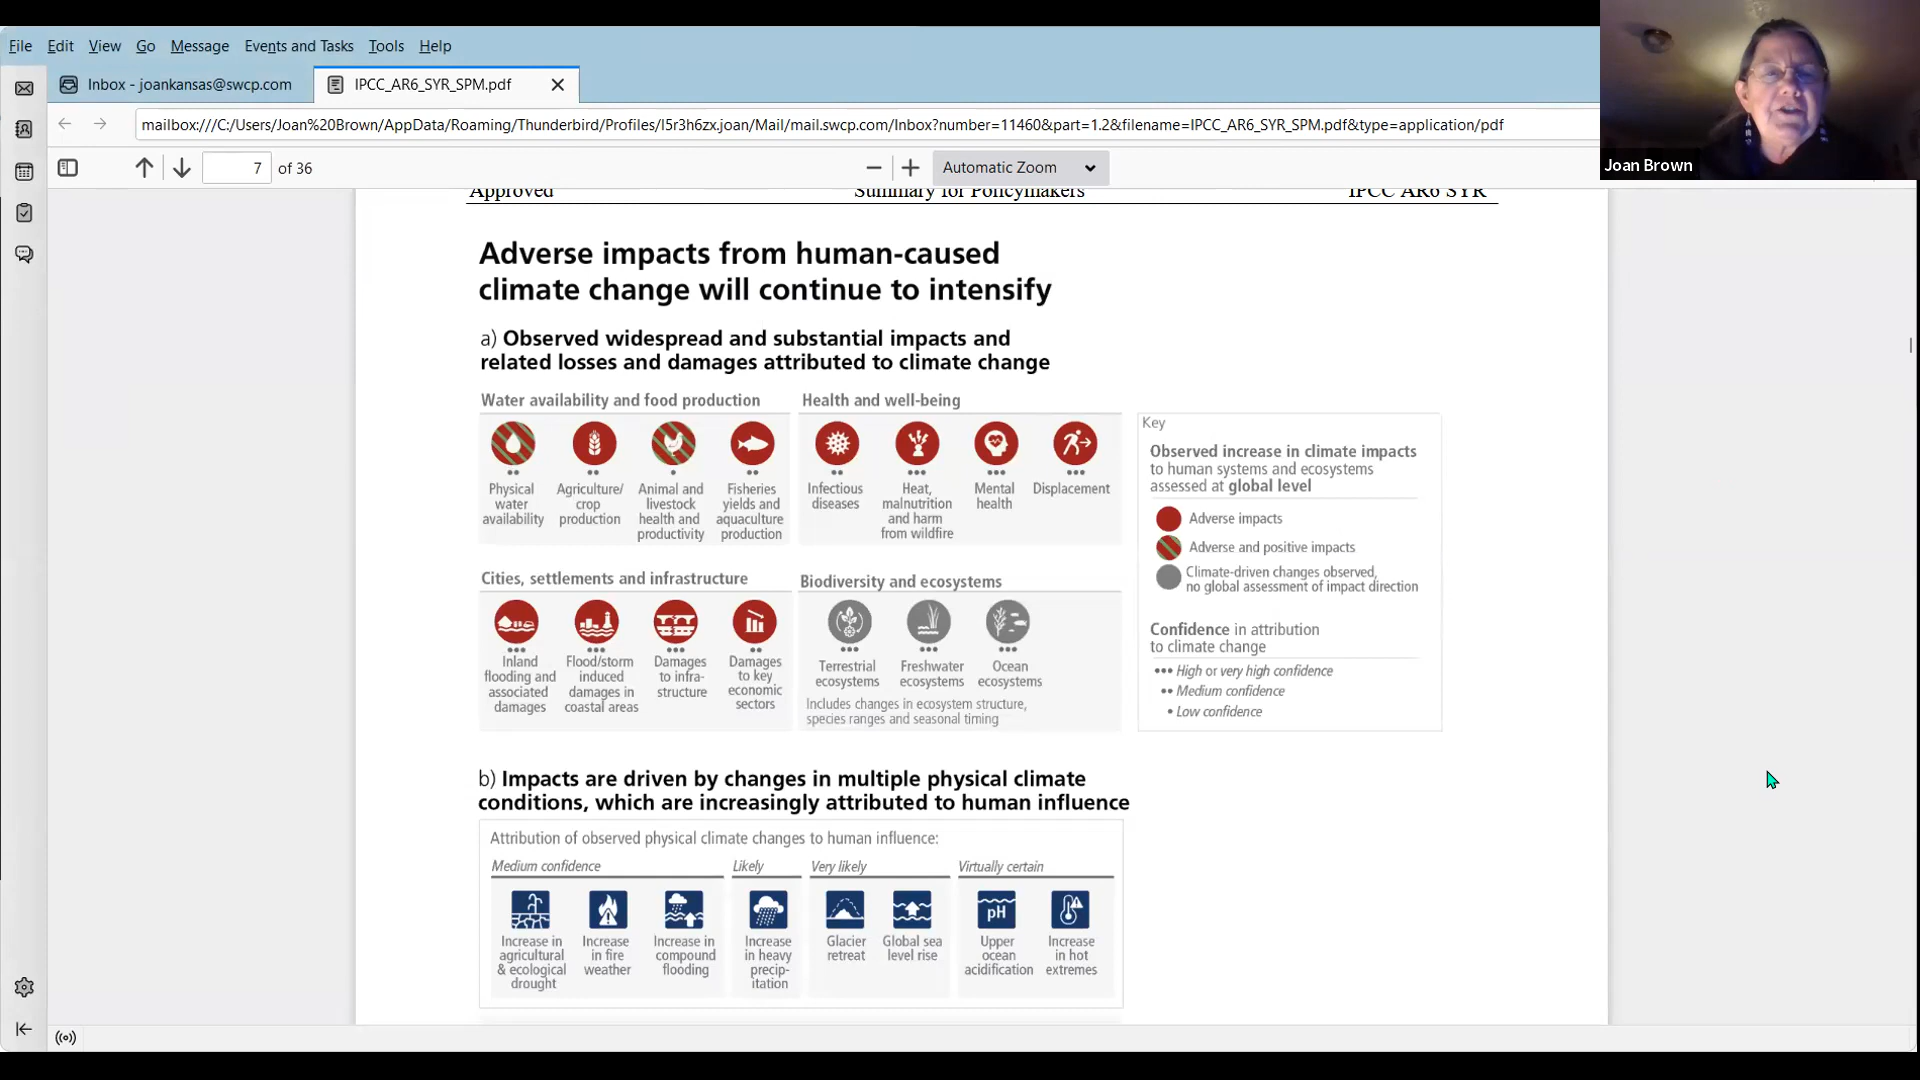 File Edit View Go Message Events and Tasks Tools Help
Inbox - joankansas@swcp.com
IPCC_AR6_SYR_SPM.pdf
mailbox:///C:/Users/Joan%20Brown/AppData/Roaming/Thunderbird/Profiles/l5r3h6zx.joan/Mail/mail.swcp.com/Inbox?number=11460&part=1.2&filename=IPCC_AR6_SYR_SPM.pdf&type=application/pdf
7 of 36
Automatic Zoom
Joan Brown
Approved Summary for Policymakers IPCC AR6 SYR
Adverse impacts from human-caused
climate change will continue to intensify
a) Observed widespread and substantial impacts and
related losses and damages attributed to climate change
Water availability and food production
Physical
water
availability
Agriculture/
crop
production
Animal and
livestock
health and
productivity
Fisheries
yields and
aquaculture
production
Health and well-being
Infectious
diseases
Heat,
malnutrition
and harm
from wildfire
Mental
health
Displacement
Cities, settlements and infrastructure
Inland
flooding and
associated
damages
Flood/storm
induced
damages in
coastal areas
Damages
to infra-
structure
Damages
to key
economic
sectors
Biodiversity and ecosystems
Terrestrial
ecosystems
Freshwater
ecosystems
Ocean
ecosystems
Includes changes in ecosystem structure,
species ranges and seasonal timing
Key
Observed increase in climate impacts
to human systems and ecosystems
assessed at global level
Adverse impacts
Adverse and positive impacts
Climate-driven changes observed,
no global assessment of impact direction
Confidence in attribution
to climate change
••• High or very high confidence
•• Medium confidence
• Low confidence
b) Impacts are driven by changes in multiple physical climate
conditions, which are increasingly attributed to human influence
Attribution of observed physical climate changes to human influence:
Medium confidence
Increase in
agricultural
& ecological
drought
Increase
in fire
weather
Increase in
compound
flooding
Likely
Increase
in heavy
precip-
itation
Very likely
Glacier
retreat
Global sea
level rise
Virtually certain
pH
Upper
ocean
acidification
Increase
in hot
extremes